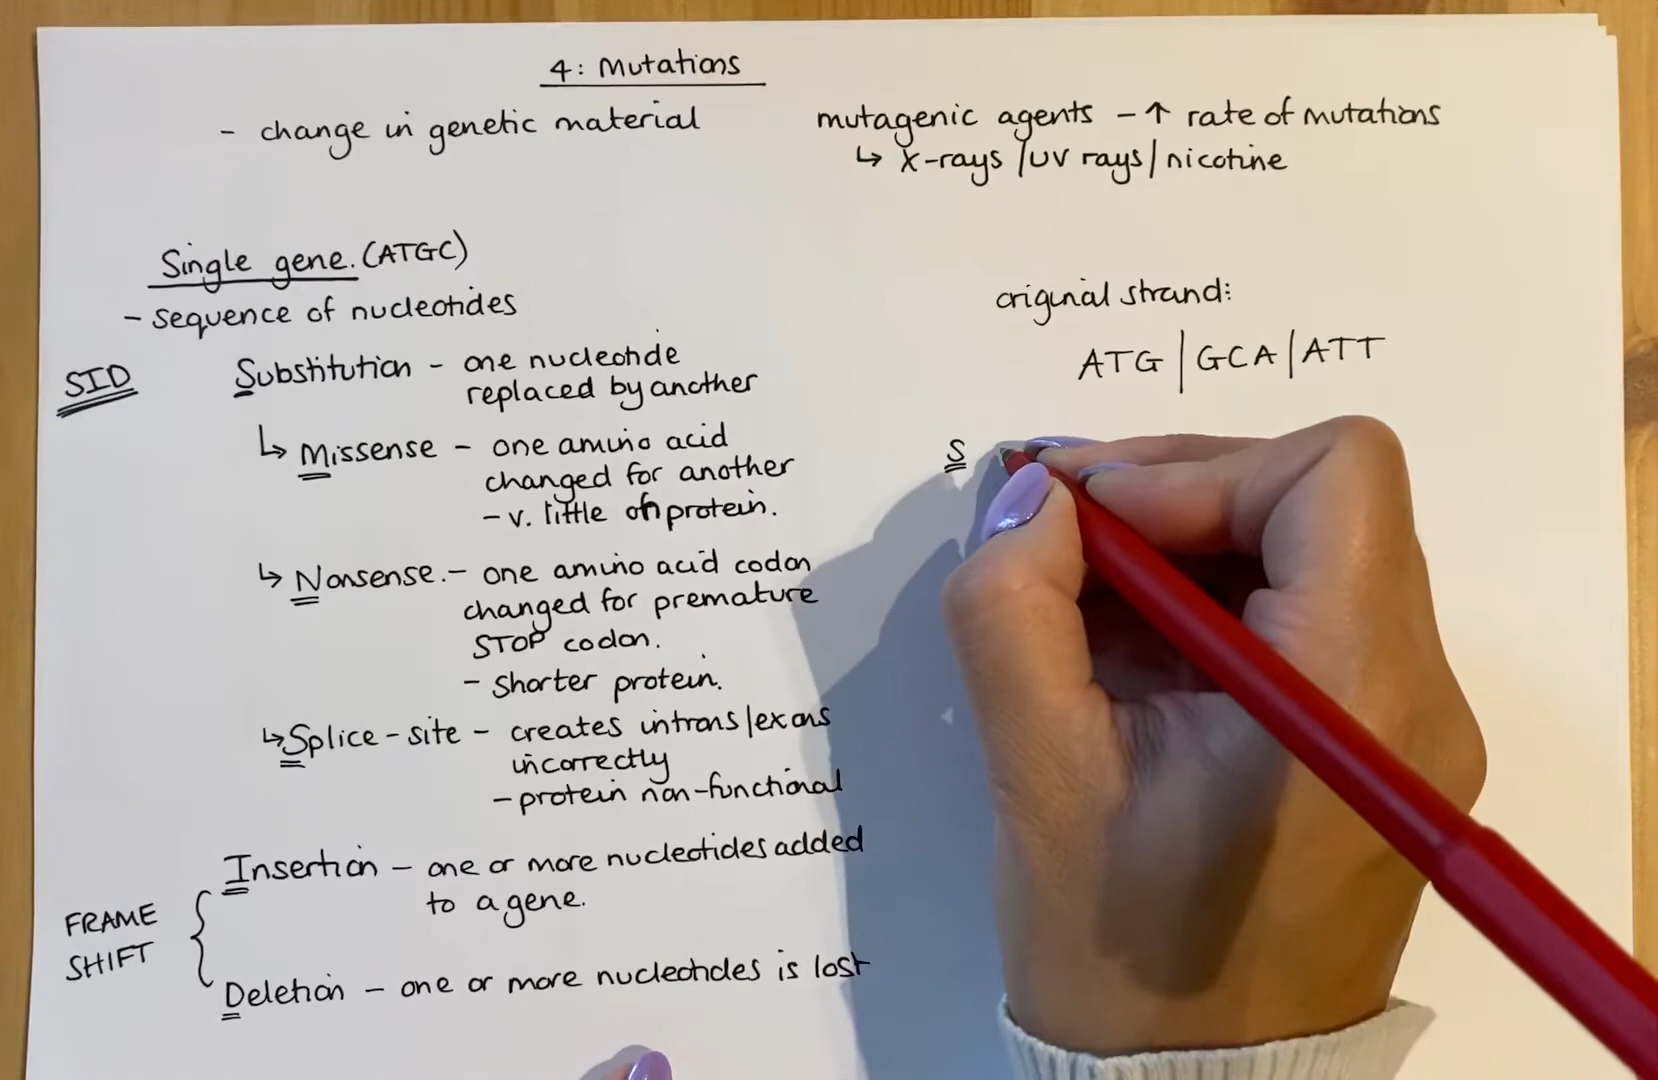 4: Mutations
- change in genetic material
mutagenic agents - ↑ rate of mutations
↳ X-rays / UV rays / nicotine
Single gene. (ATGC)
- sequence of nucleotides
SID
Substitution - one nucleotide
replaced by another
↳ Missense - one amino acid
changed for another
- v. little on protein.
↳ Nonsense. - one amino acid codon
changed for premature
STOP codon.
- shorter protein.
↳ Splice-site - creates introns/exons
incorrectly
- protein non-functional
FRAME
SHIFT
Insertion - one or more nucleotides added
to a gene.
Deletion - one or more nucleotides is lost
original strand:
ATG | GCA | ATT
S